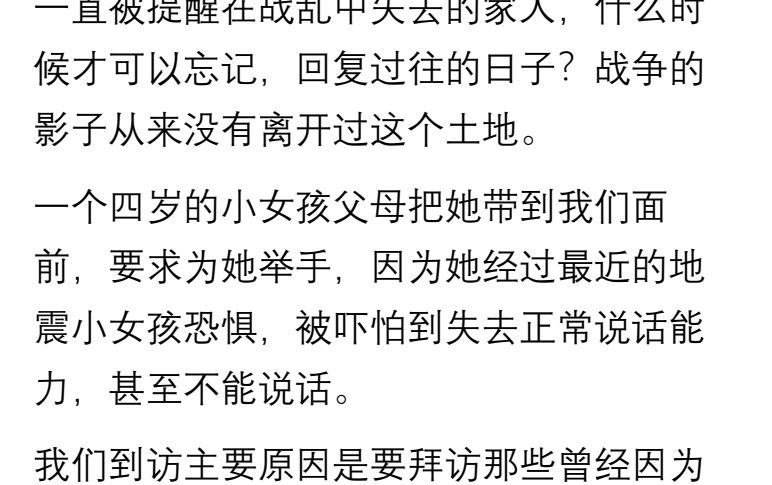 一直被提醒在战乱中失去的家人，什么时
候才可以忘记，回复过往的日子？战争的
影子从来没有离开过这个土地。
一个四岁的小女孩父母把她带到我们面
前，要求为她举手，因为她经过最近的地
震小女孩恐惧，被吓怕到失去正常说话能
力，甚至不能说话。
我们到访主要原因是要拜访那些曾经因为